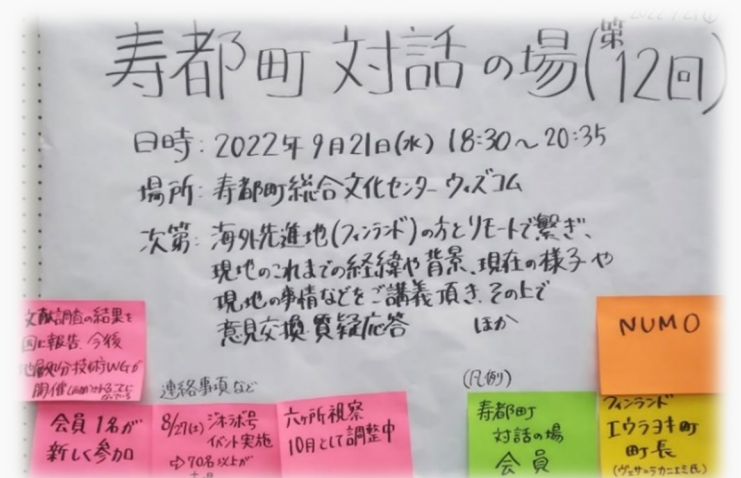 寿都町 対話の場(第12回)
日時: 2022年9月21日(水) 18:30〜20:35
場所: 寿都町総合文化センター ウィズコム
次第: 海外先進地(フィンランド)の方とリモートで繋ぎ、
現地のこれまでの経緯や背景、現在の様子や
現地の事情などをご講義頂き、その上で
意見交換、質疑応答 ほか
文献調査の結果を
国に報告、今後
地層処分技術WGが
開催
連絡事項など
会員1名が
新しく参加
8/27(土) ジオラボ号
イベント実施
⇨70名以上が
六ヶ所視察
10月として調整中
(凡例)
寿都町
対話の場
会員
NUMO
フィンランド
エウラヨキ町
町長